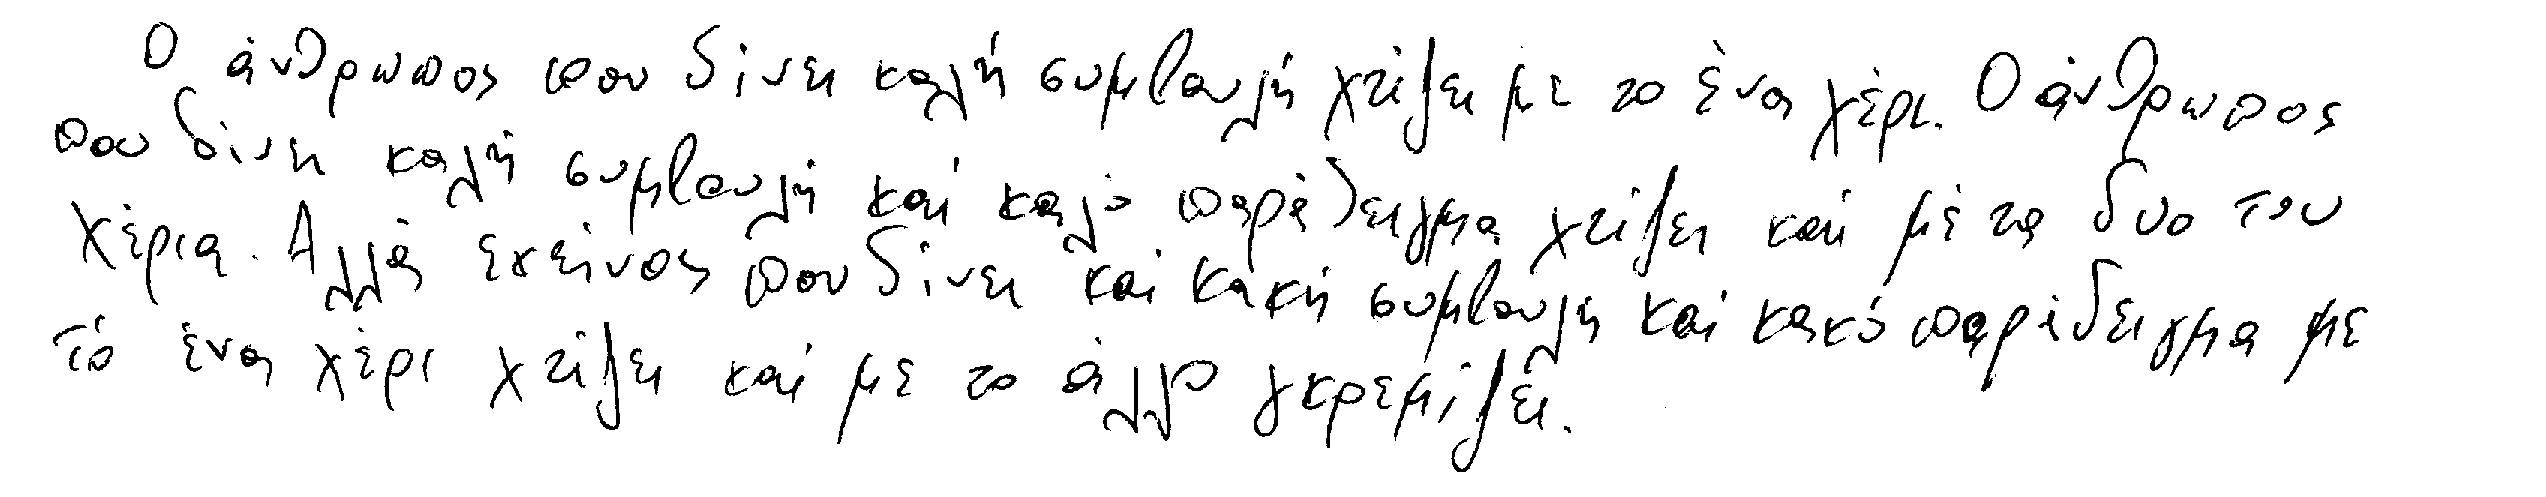 Ο άνθρωπος που δίνει καλή συμβουλή χτίζει με το ένα χέρι. Ο άνθρωπος
που δίνει καλή συμβουλή και καλό παράδειγμα χτίζει και με τα δυο του
χέρια. Αλλά εκείνος που δίνει και κακή συμβουλή και κακό παράδειγμα με
τό ένα χέρι χτίζει και με το άλλο γκρεμίζει.